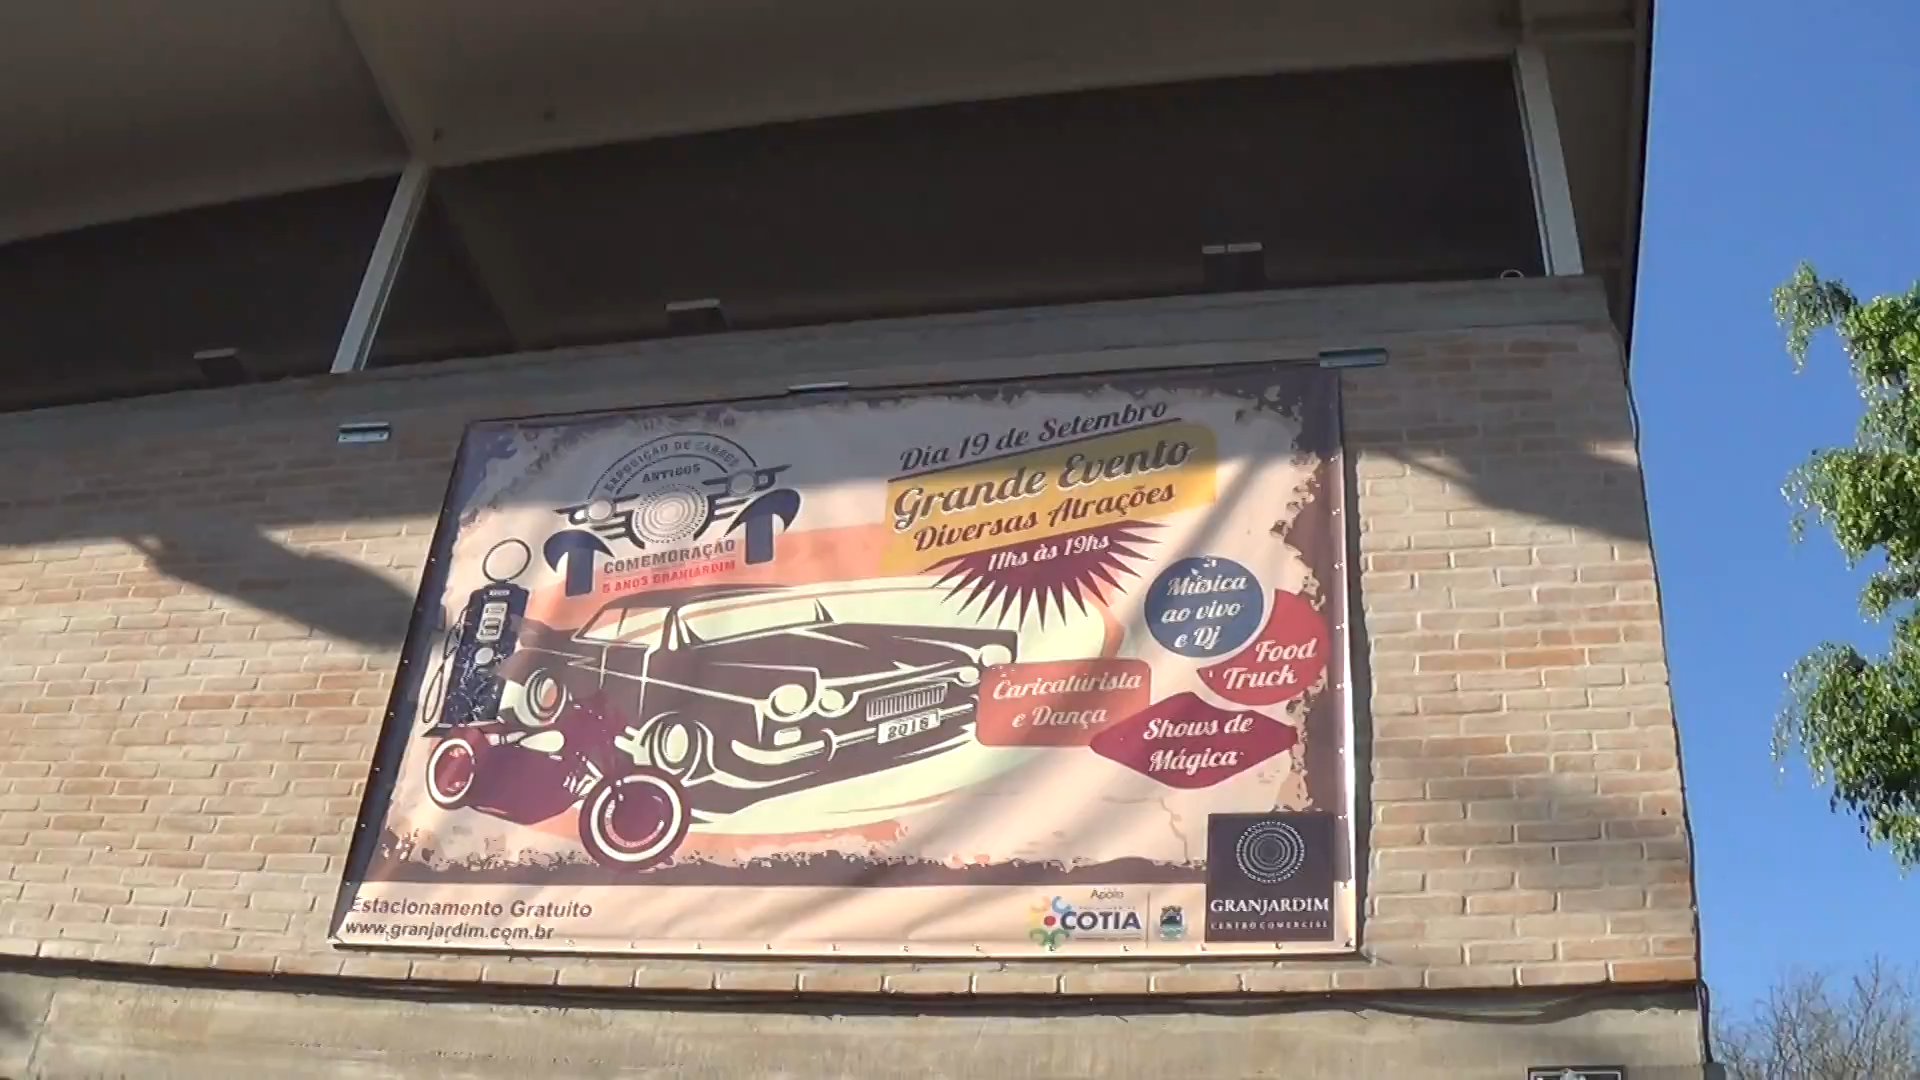 EXPOSIÇÃO DE CARROS
ANTIGOS
COMEMORAÇÃO
5 ANOS GRANJARDIM
Dia 19 de Setembro
Grande Evento
Diversas Atrações
11hs às 19hs
Música
ao vivo
e Dj
Food
Truck
Caricaturista
e Dança
Shows de
Mágica
2016
Estacionamento Gratuito
www.granjardim.com.br
Apoio
COTIA
GRANJARDIM
CENTRO COMERCIAL